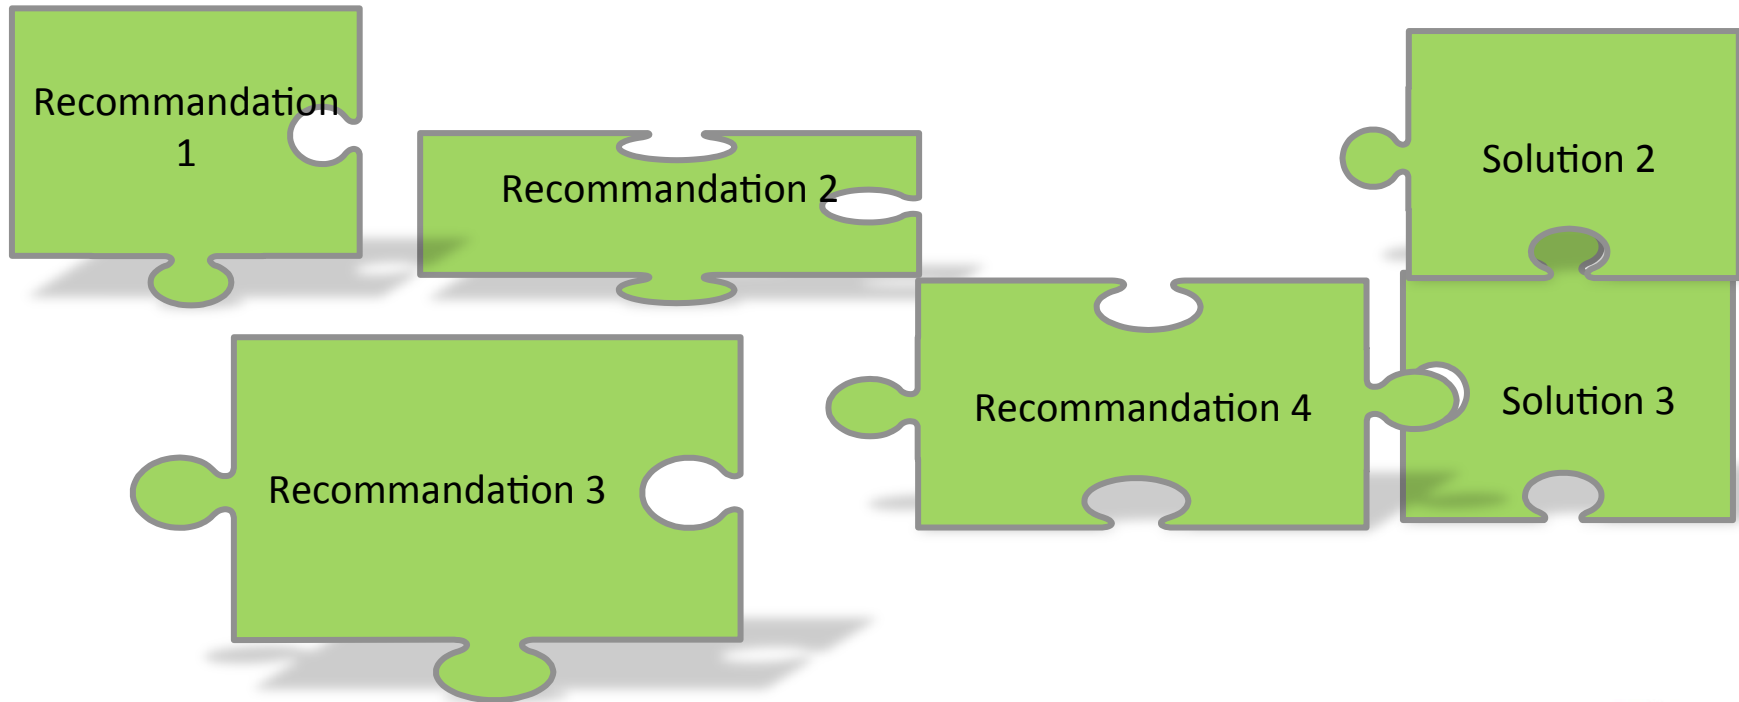 Recommandation
1
Recommandation 2
Solution 2
Recommandation 3
Recommandation 4
Solution 3